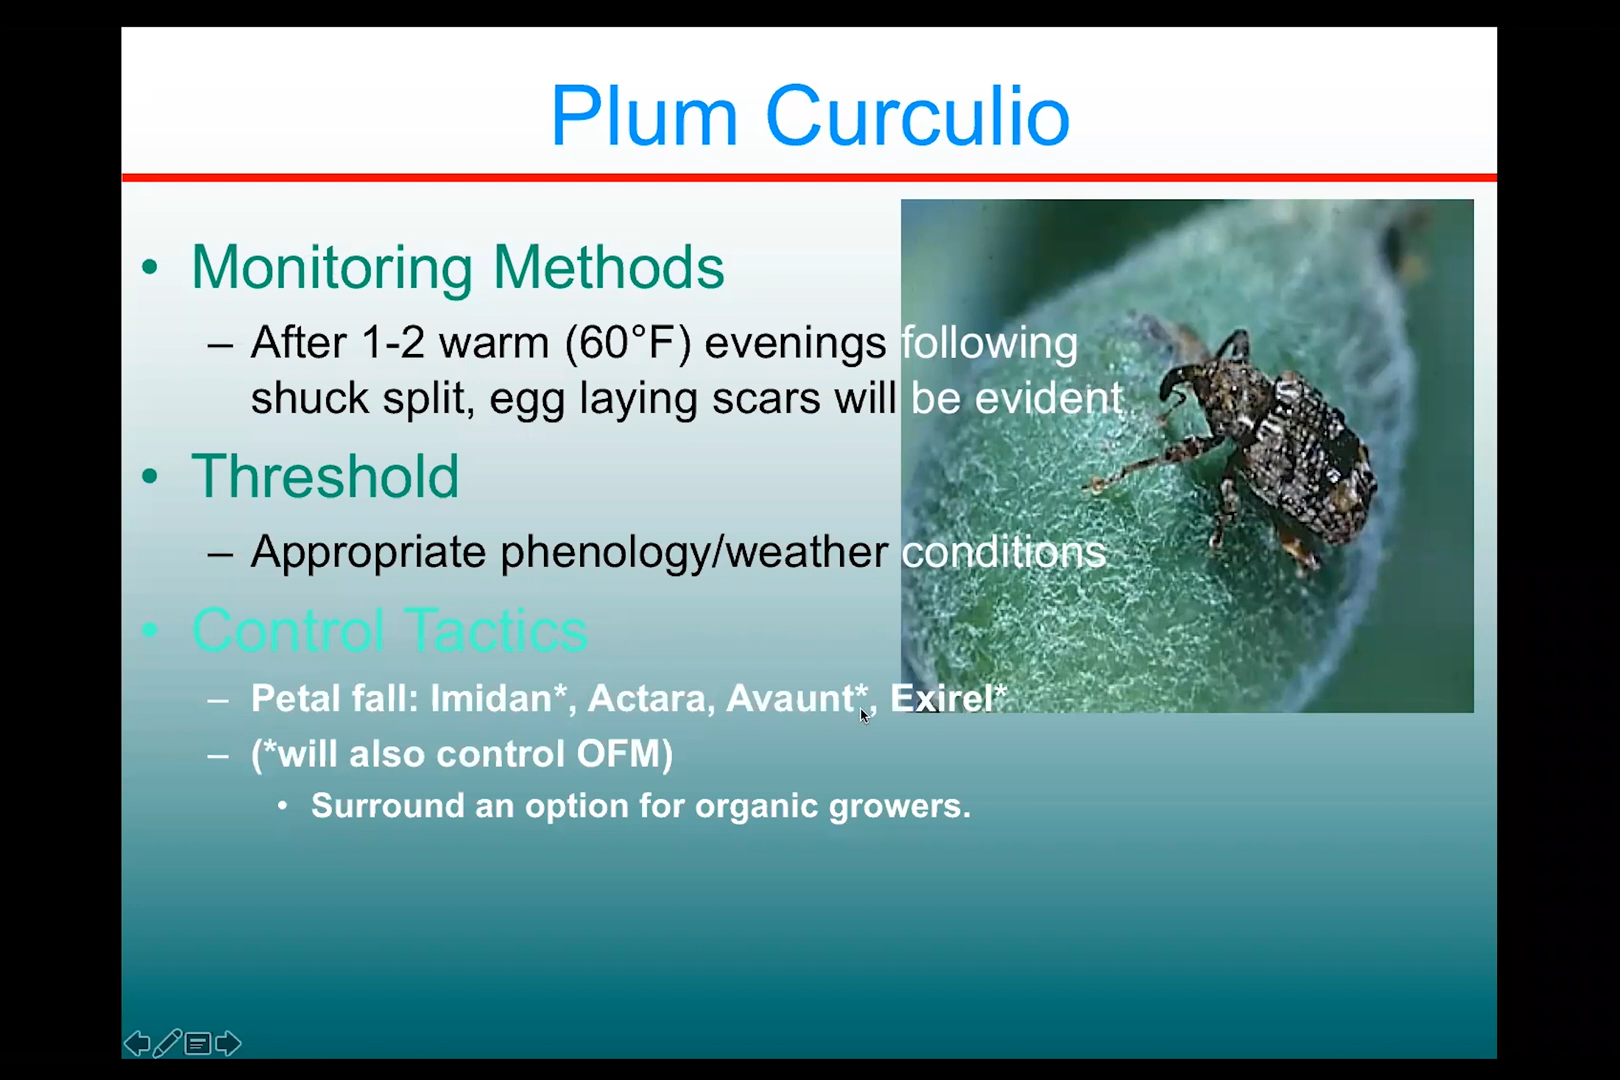 Plum Curculio
• Monitoring Methods
– After 1-2 warm (60°F) evenings following
shuck split, egg laying scars will be evident
• Threshold
– Appropriate phenology/weather conditions
• Control Tactics
– Petal fall: Imidan*, Actara, Avaunt*, Exirel*
– (*will also control OFM)
• Surround an option for organic growers.